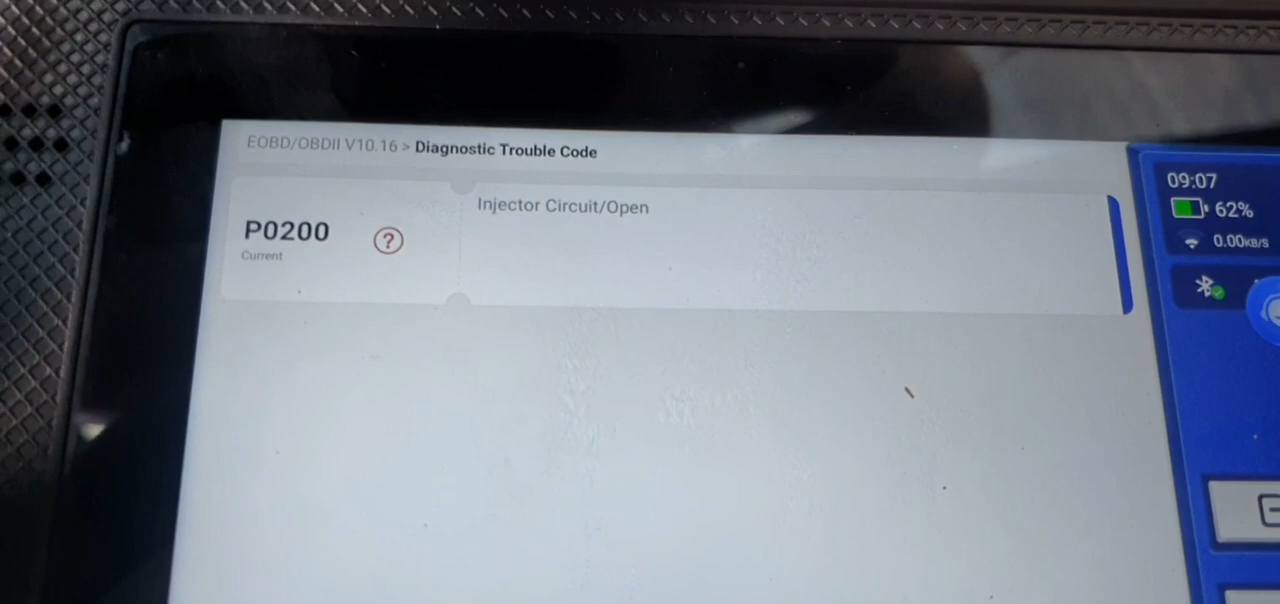 EOBD/OBDII V10.16 > Diagnostic Trouble Code
P0200
Current
?
Injector Circuit/Open
09:07
62%
0.00KB/S